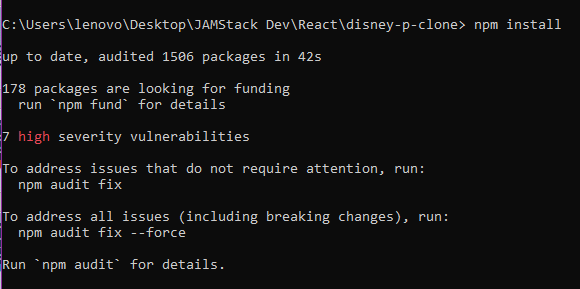 C:\Users\lenovo\Desktop\JAMStack Dev\React\disney-p-clone> npm install
up to date, audited 1506 packages in 42s
178 packages are looking for funding
run `npm fund` for details
7 high severity vulnerabilities
To address issues that do not require attention, run:
npm audit fix
To address all issues (including breaking changes), run:
npm audit fix --force
Run `npm audit` for details.